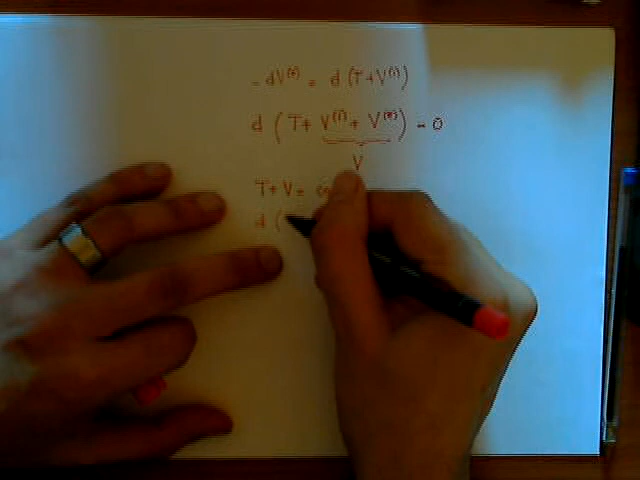 - dV⁽ᵉ⁾ = d (T+V⁽ⁱ⁾)
d ( T+ V⁽ⁱ⁾ + V⁽ᵉ⁾ ) = 0
V
T+V=
d (